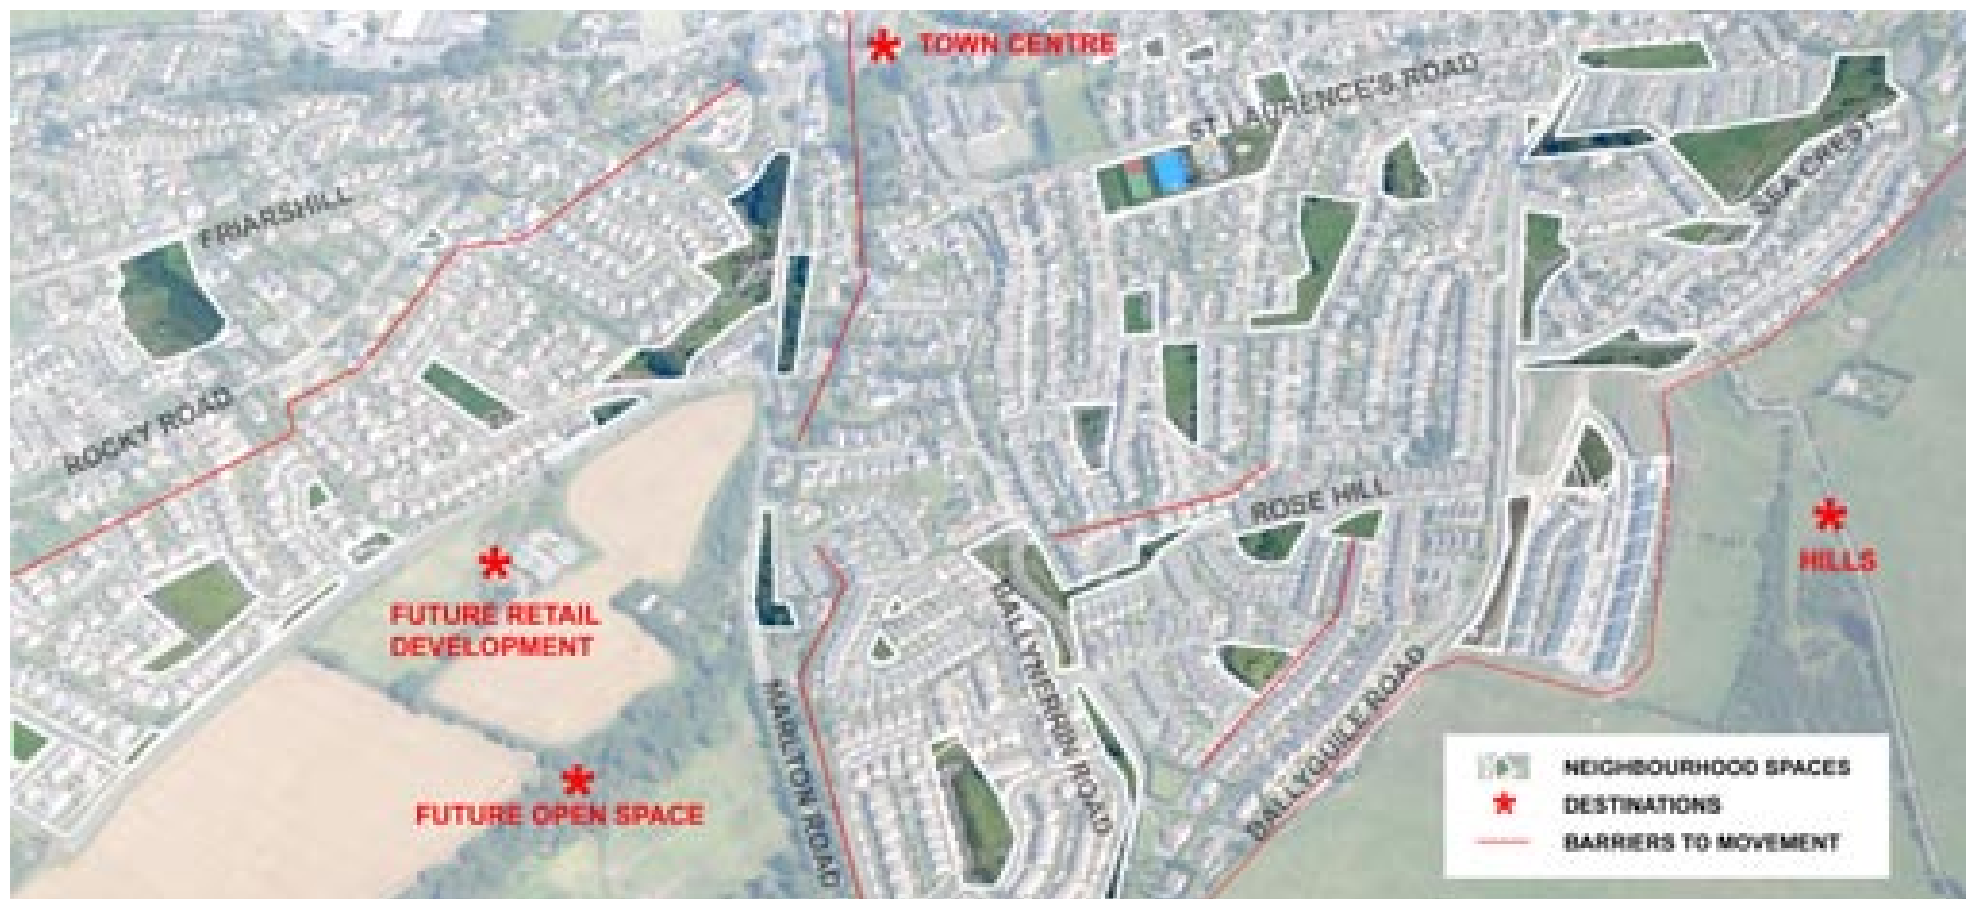 TOWN CENTRE
ST LAURENCE'S ROAD
SEA CREST
FRIARSHILL
ROCKY ROAD
ROSE HILL
HILLS
FUTURE RETAIL
DEVELOPMENT
BALLYNERRIN ROAD
BALLYGUILE ROAD
MARLTON ROAD
FUTURE OPEN SPACE
NEIGHBOURHOOD SPACES
DESTINATIONS
BARRIERS TO MOVEMENT